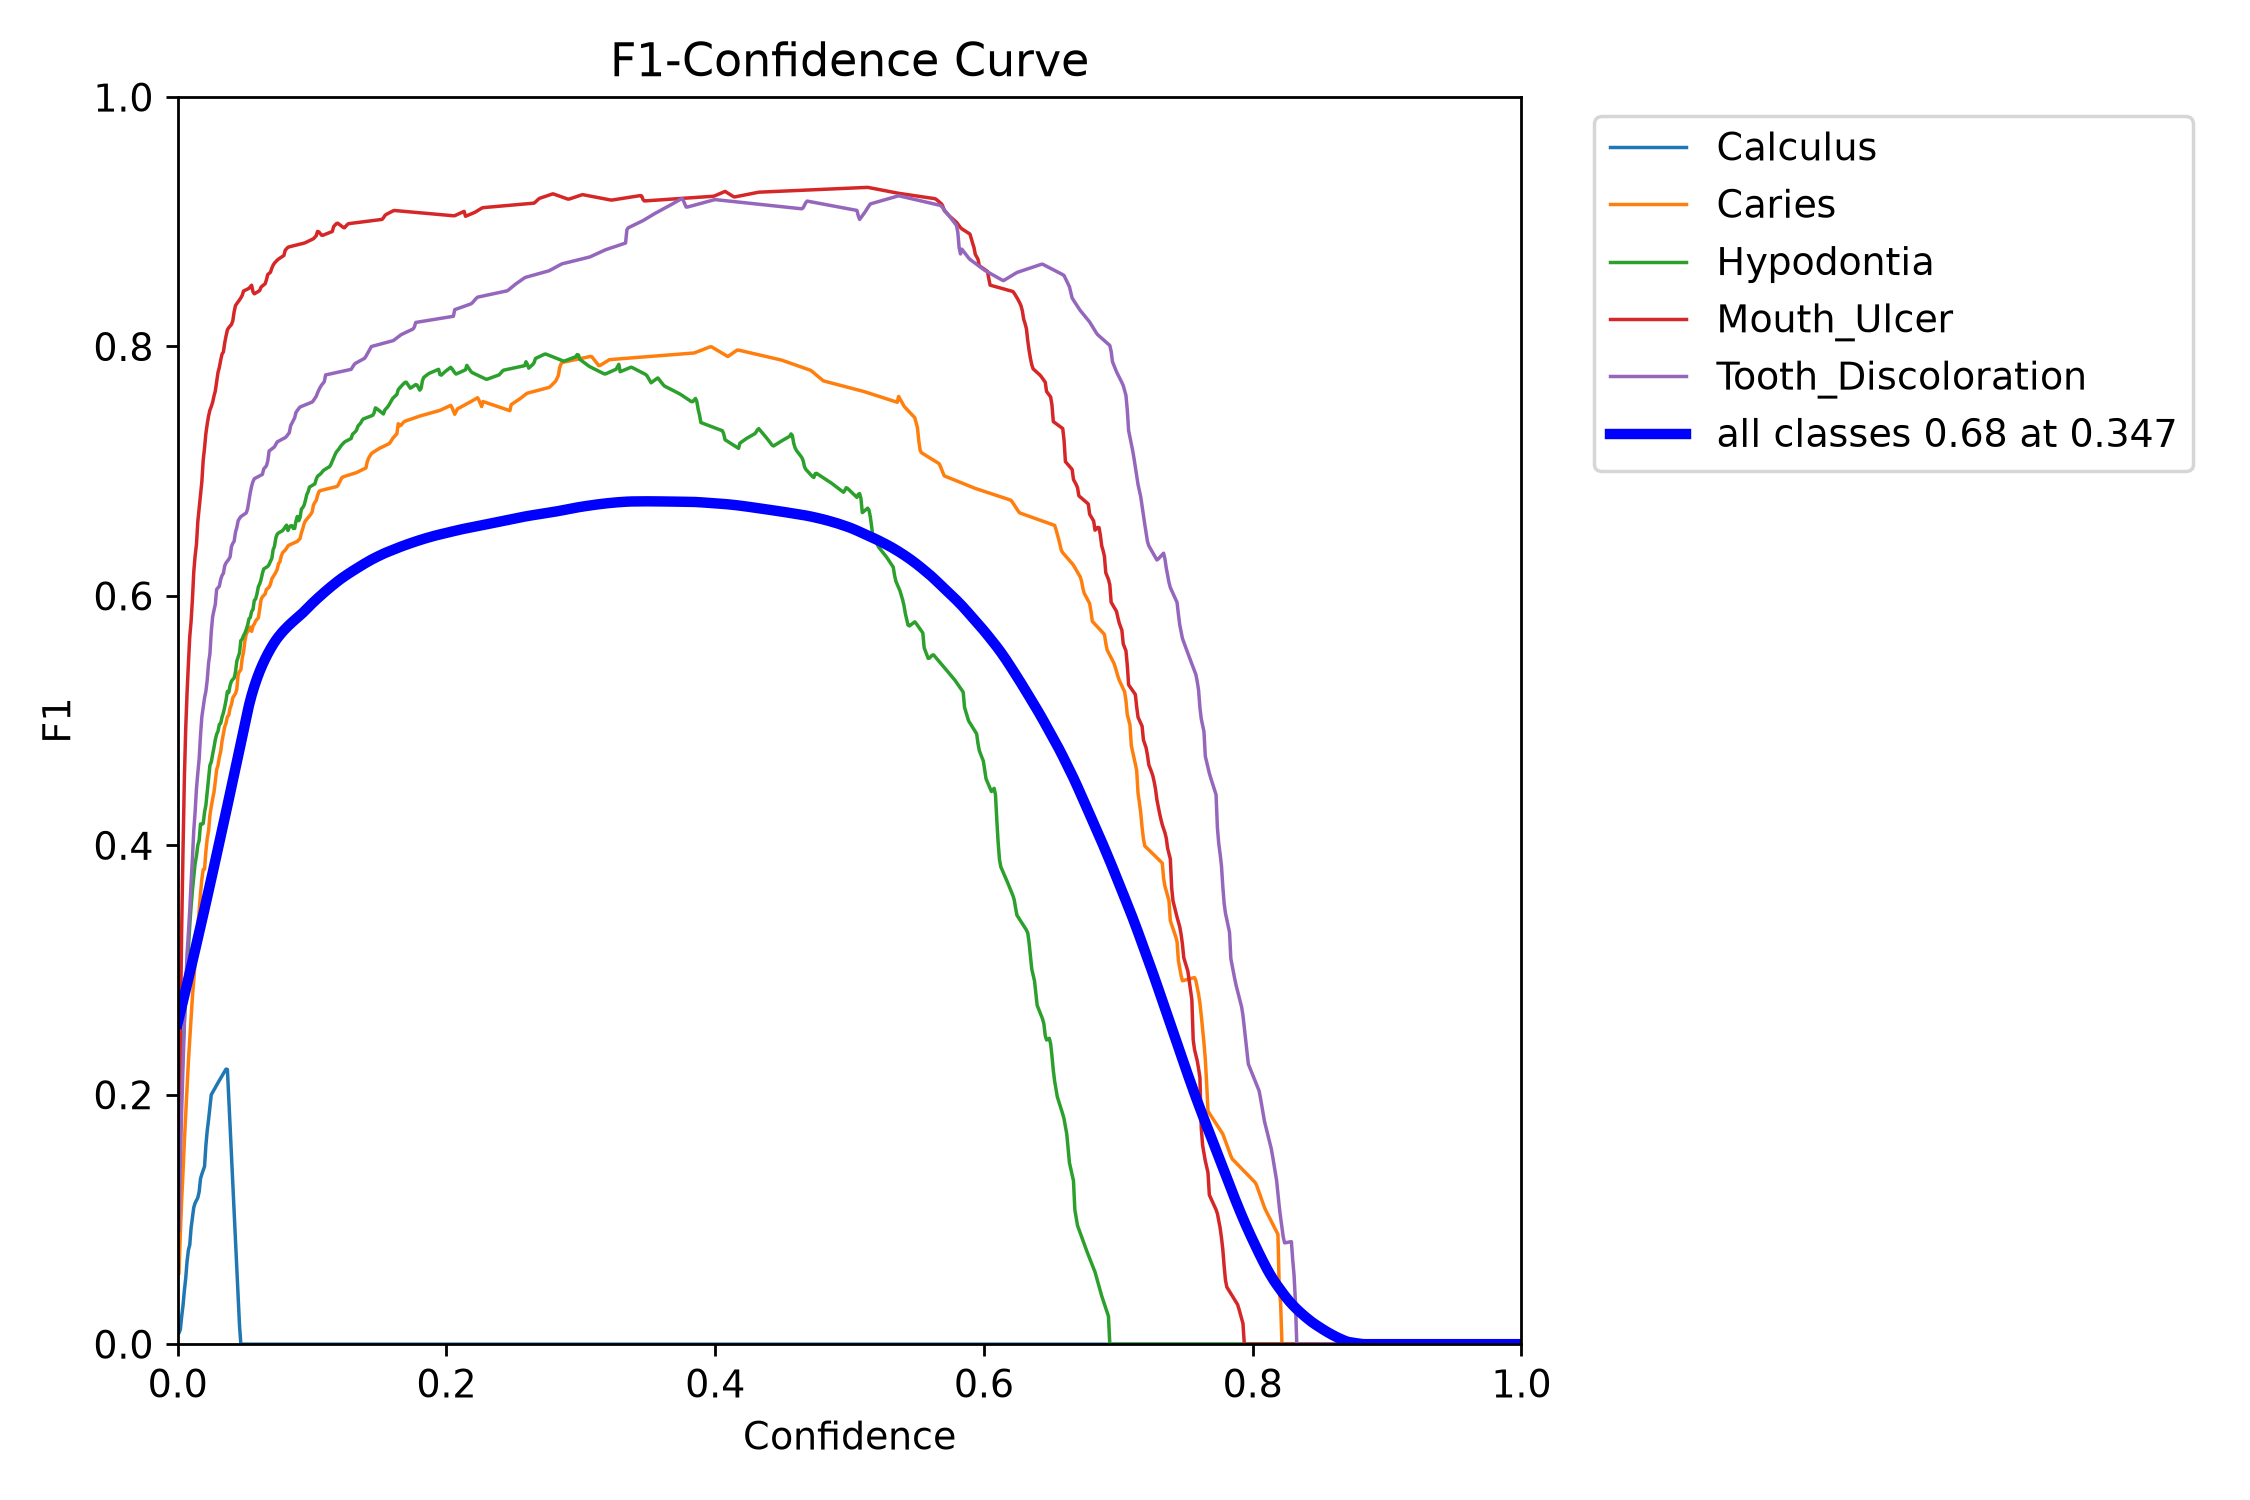 F1-Confidence Curve
1.0
0.8
0.6
0.4
0.2
0.0
F1
0.0 0.2 0.4 0.6 0.8 1.0
Confidence
Calculus
Caries
Hypodontia
Mouth_Ulcer
Tooth_Discoloration
all classes 0.68 at 0.347